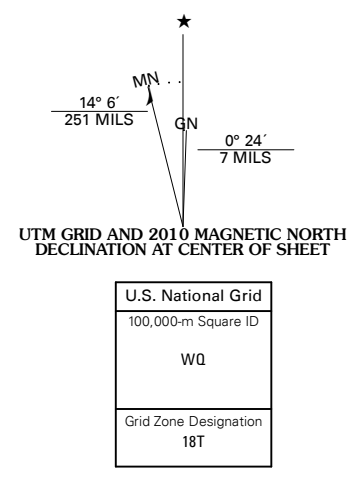 ★
MN
14° 6´
251 MILS
GN
0° 24´
7 MILS
UTM GRID AND 2010 MAGNETIC NORTH
DECLINATION AT CENTER OF SHEET
U.S. National Grid
100,000-m Square ID
WQ
Grid Zone Designation
18T